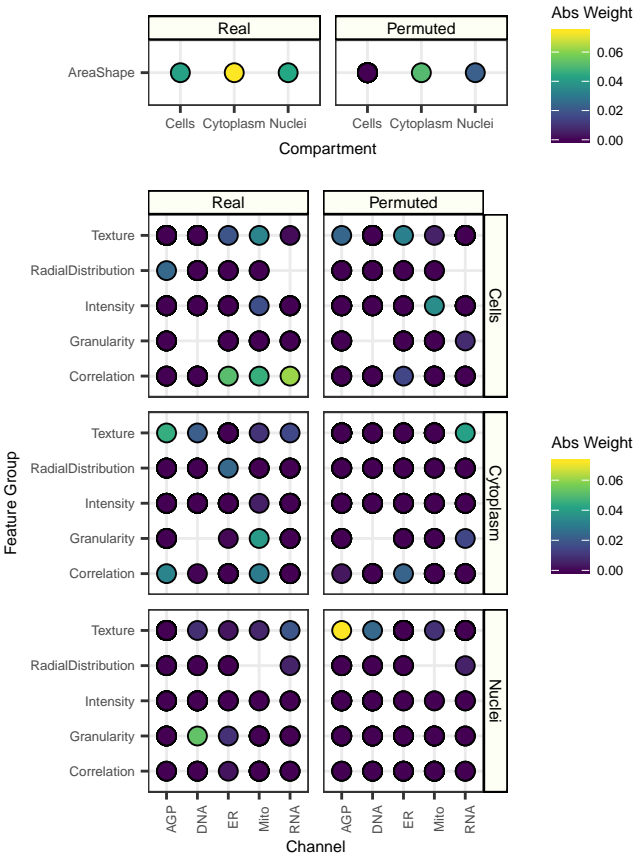 Real
Permuted
Abs Weight
0.06
0.04
0.02
0.00
AreaShape
Cells
Cytoplasm
Nuclei
Cells
Cytoplasm
Nuclei
Compartment
Real
Permuted
Texture
RadialDistribution
Intensity
Granularity
Correlation
Cells
Texture
RadialDistribution
Intensity
Granularity
Correlation
Cytoplasm
Abs Weight
0.06
0.04
0.02
0.00
Feature Group
Texture
RadialDistribution
Intensity
Granularity
Correlation
Nuclei
AGP
DNA
ER
Mito
RNA
AGP
DNA
ER
Mito
RNA
Channel